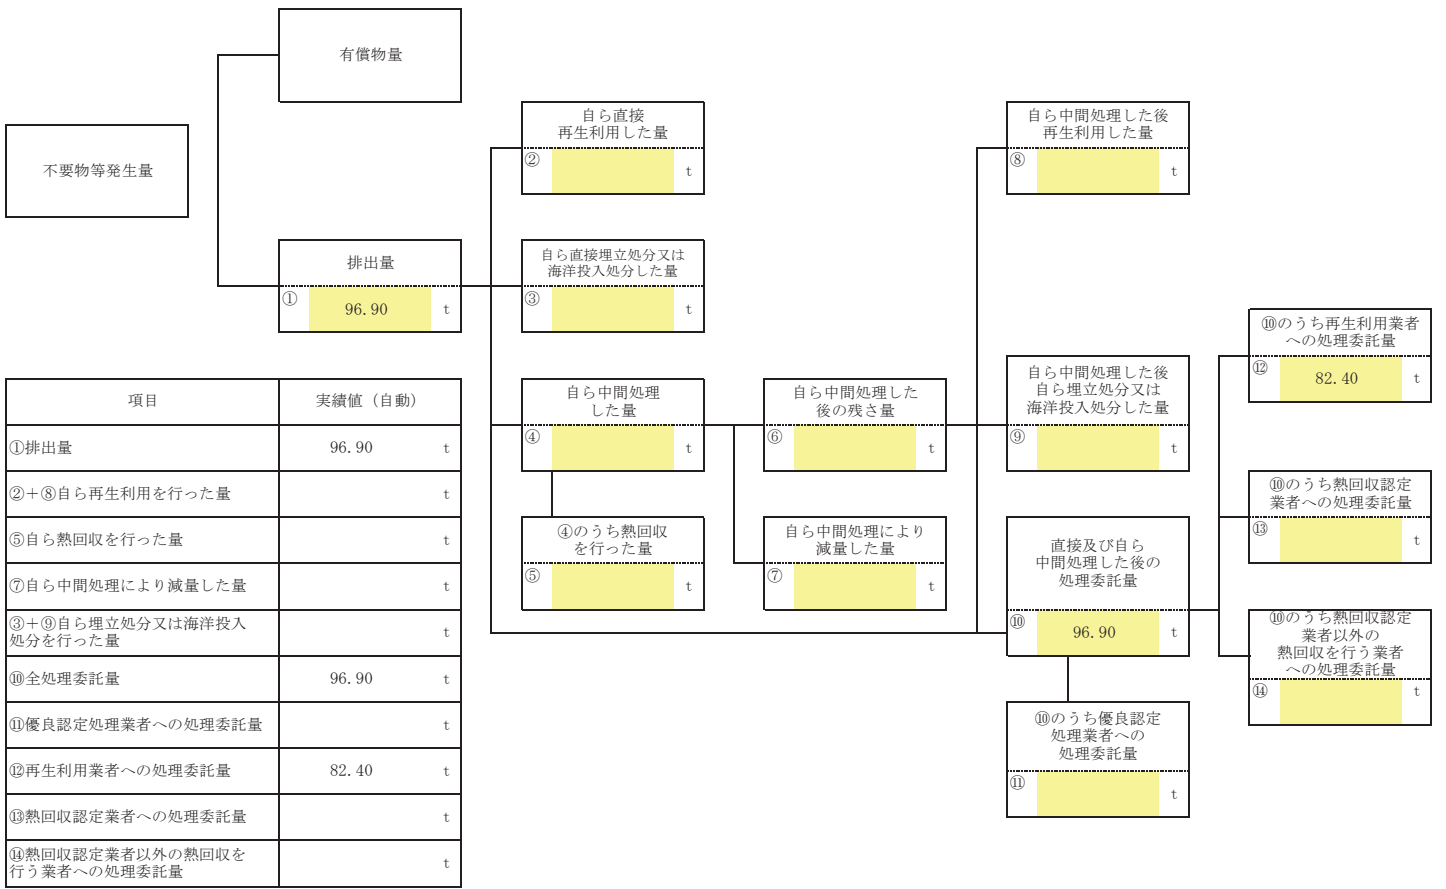 有償物量
不要物等発生量
排出量
① 96.90 t
自ら直接
再生利用した量
② t
自ら直接埋立処分又は
海洋投入処分した量
③ t
自ら中間処理
した量
④ t
④のうち熱回収
を行った量
⑤ t
自ら中間処理した
後の残さ量
⑥ t
自ら中間処理により
減量した量
⑦ t
自ら中間処理した後
再生利用した量
⑧ t
自ら中間処理した後
自ら埋立処分又は
海洋投入処分した量
⑨ t
直接及び自ら
中間処理した後の
処理委託量
⑩ 96.90 t
⑩のうち優良認定
処理業者への
処理委託量
⑪ t
⑩のうち再生利用業者
への処理委託量
⑫ 82.40 t
⑩のうち熱回収認定
業者への処理委託量
⑬ t
⑩のうち熱回収認定
業者以外の
熱回収を行う業者
への処理委託量
⑭ t
項目 実績値（自動）
①排出量 96.90 t
②＋⑧自ら再生利用を行った量 t
⑤自ら熱回収を行った量 t
⑦自ら中間処理により減量した量 t
③＋⑨自ら埋立処分又は海洋投入
処分を行った量 t
⑩全処理委託量 96.90 t
⑪優良認定処理業者への処理委託量 t
⑫再生利用業者への処理委託量 82.40 t
⑬熱回収認定業者への処理委託量 t
⑭熱回収認定業者以外の熱回収を
行う業者への処理委託量 t